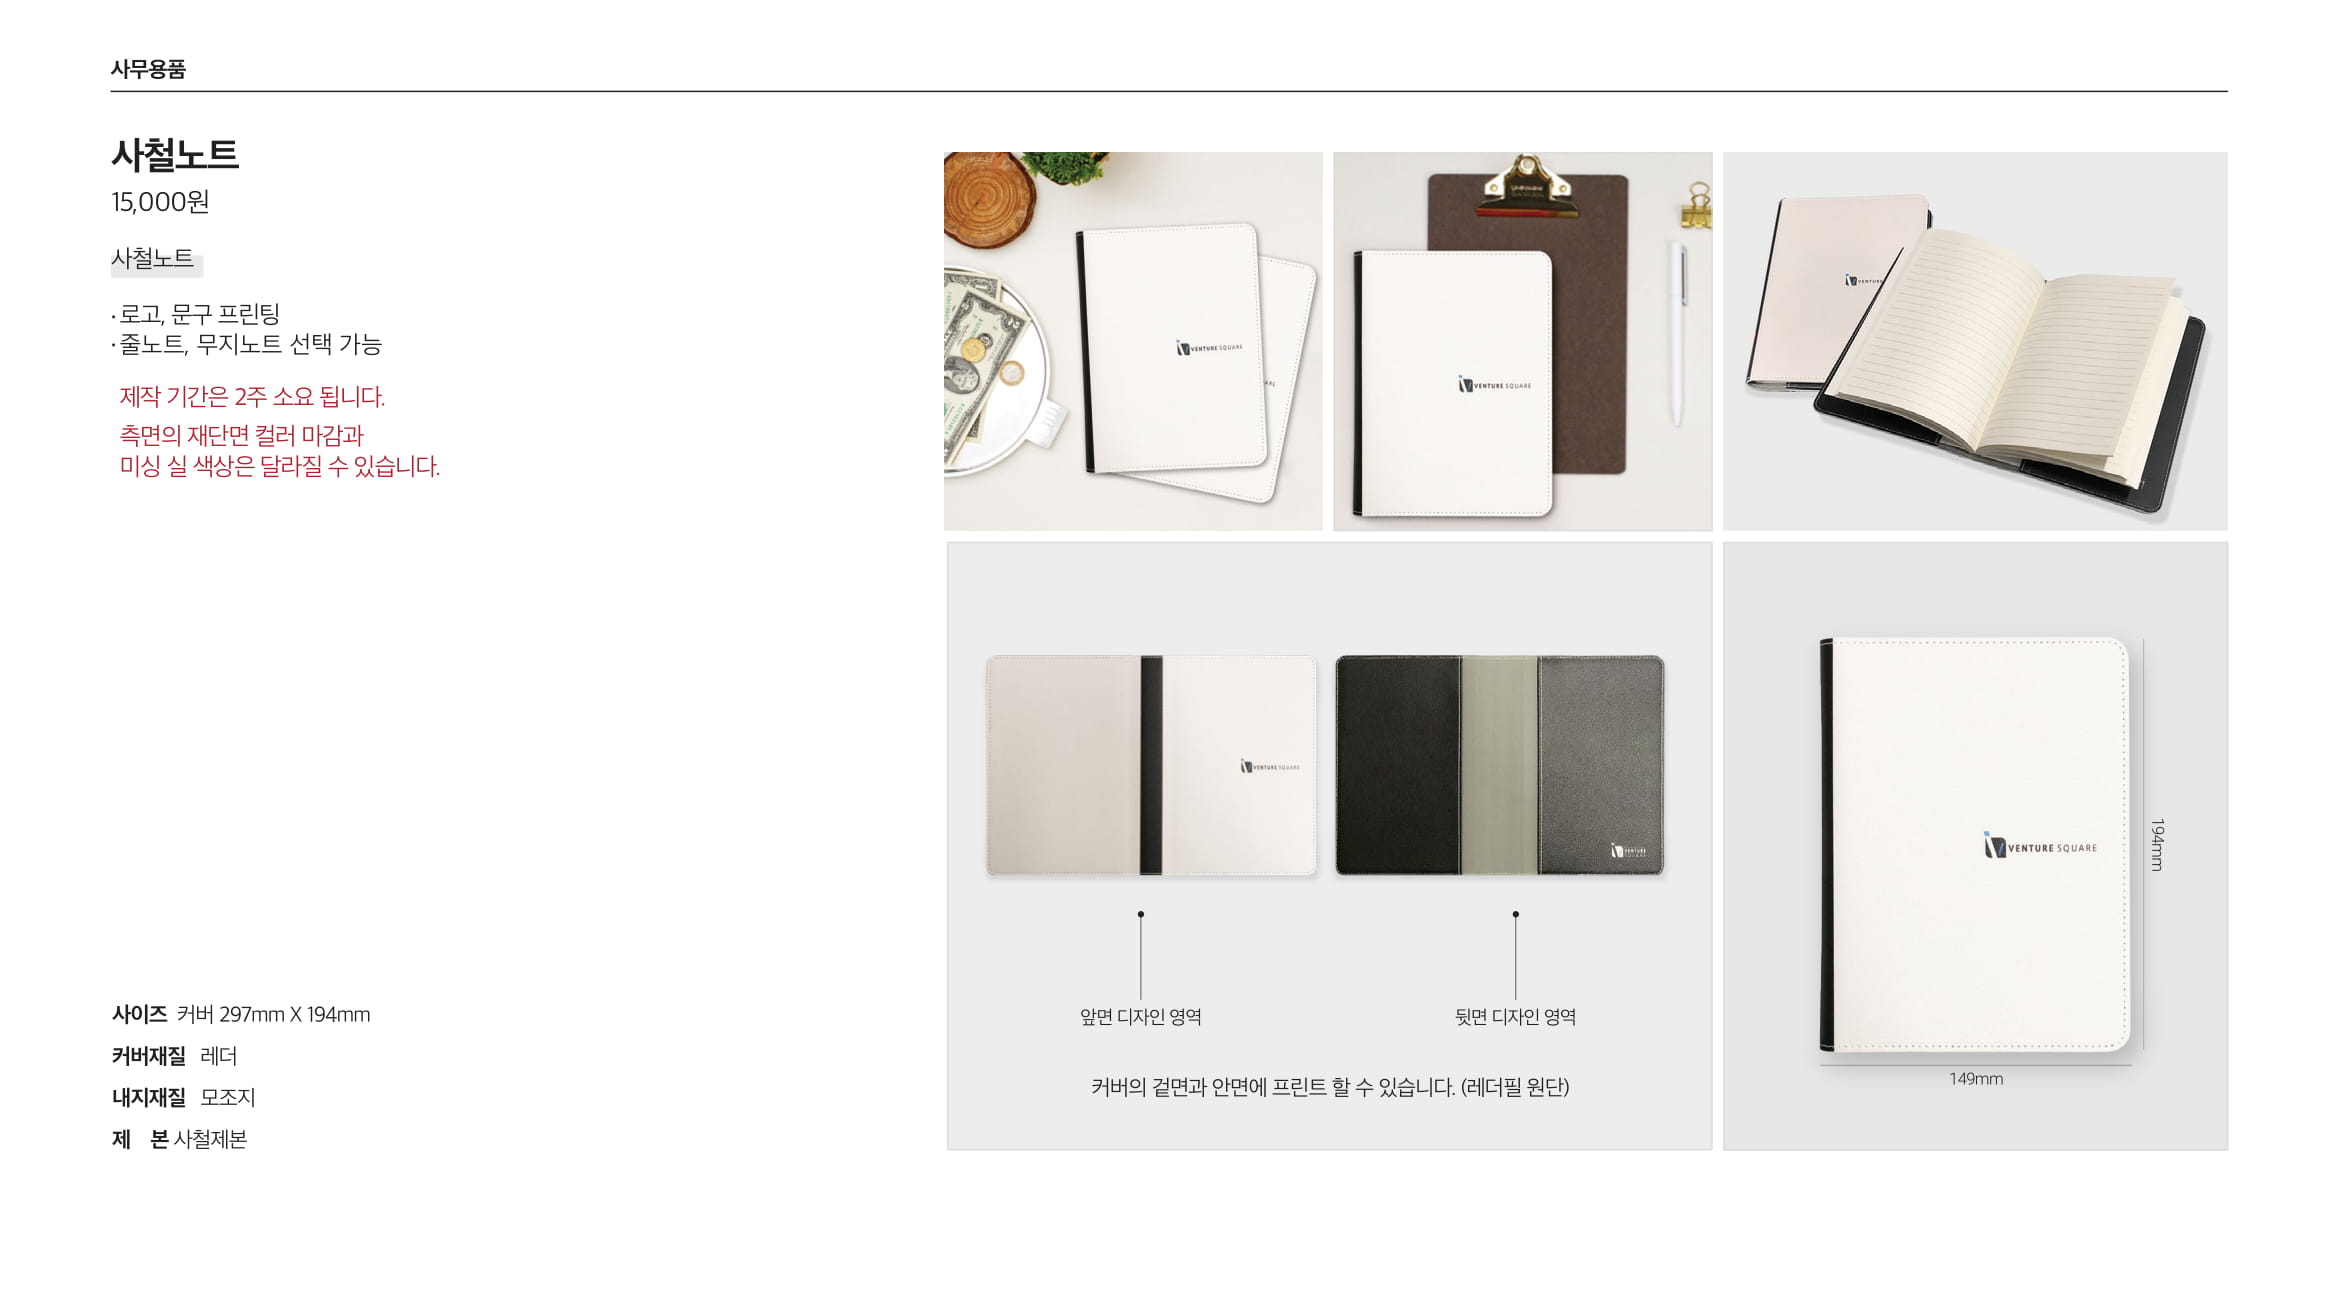 사무용품
사철노트
15,000원
사철노트
· 로고, 문구 프린팅
· 줄노트, 무지노트 선택 가능
제작 기간은 2주 소요 됩니다.
측면의 재단면 컬러 마감과
미싱 실 색상은 달라질 수 있습니다.
사이즈 커버 297mm X 194mm
커버재질 레더
내지재질 모조지
제 본 사철제본
VENTURE SQUARE
VENTURE SQUARE
VENTURE
VENTURE SQUARE
VENTURE
SQUARE
앞면 디자인 영역
뒷면 디자인 영역
커버의 겉면과 안면에 프린트 할 수 있습니다. (레더필 원단)
VENTURE SQUARE
194mm
149mm